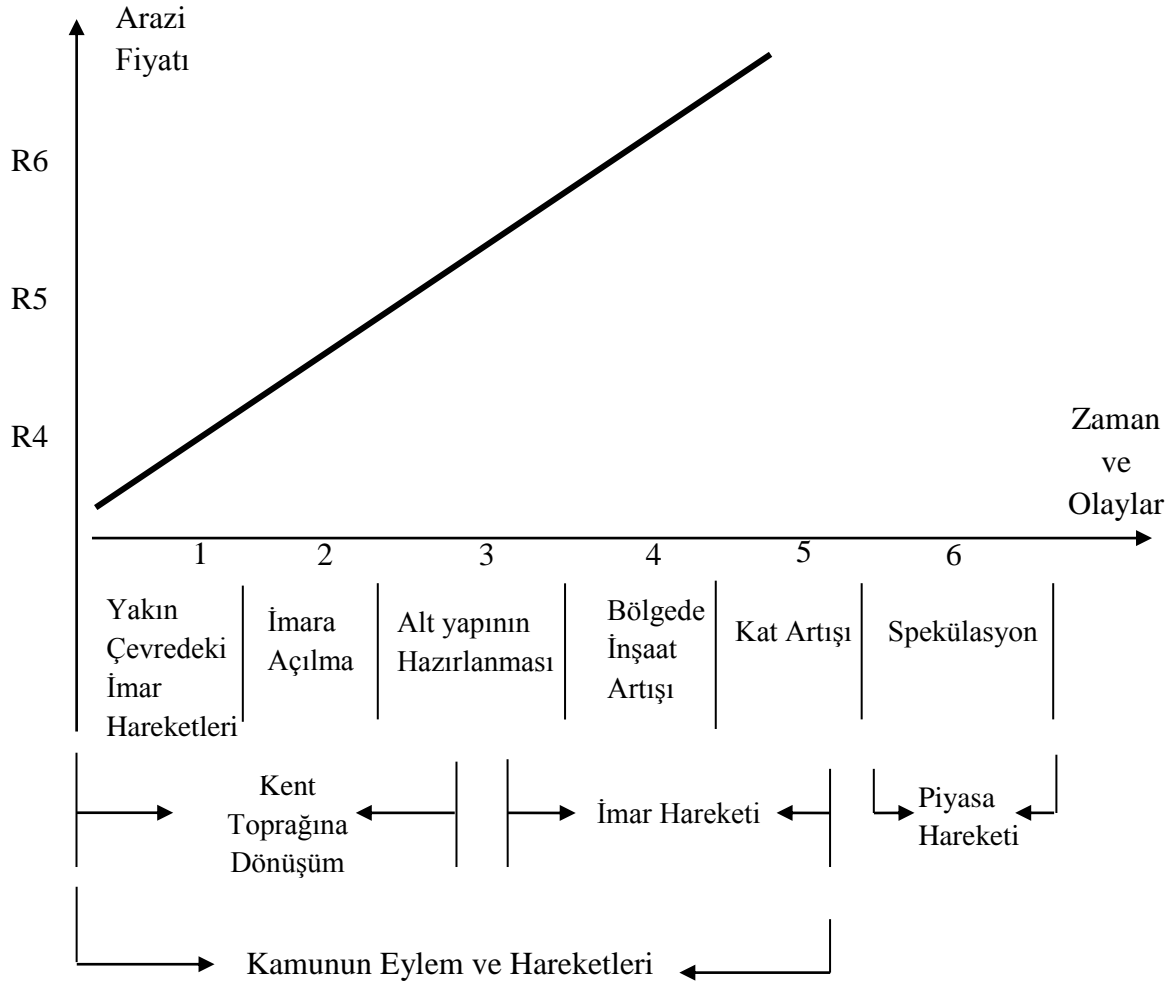 Arazi
Fiyatı
R6
R5
R4
Zaman
ve
Olaylar
1 2 3 4 5 6
Yakın
Çevredeki
İmar
Hareketleri
İmara
Açılma
Alt yapının
Hazırlanması
Bölgede
İnşaat
Artışı
Kat Artışı
Spekülasyon
Kent
Toprağına
Dönüşüm
İmar Hareketi
Piyasa
Hareketi
Kamunun Eylem ve Hareketleri